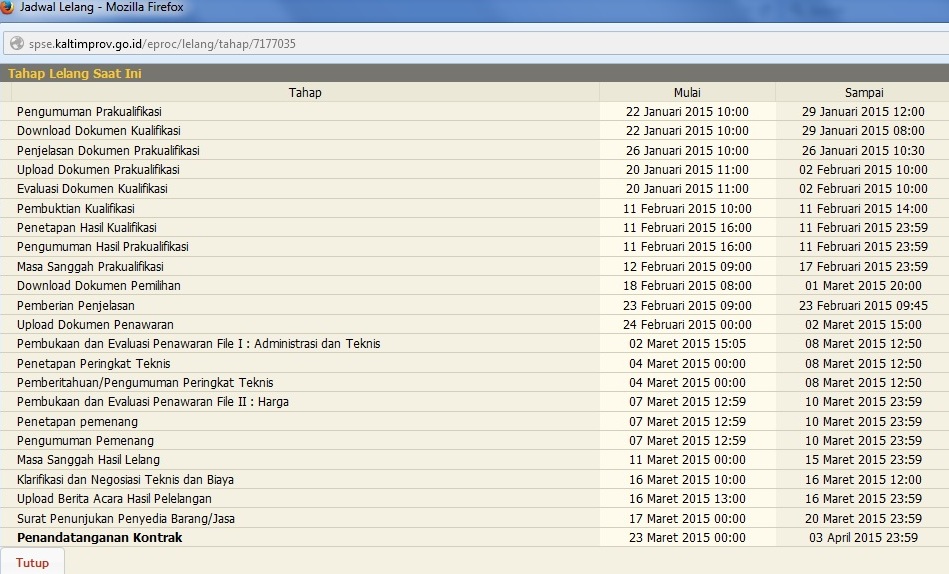 Jadwal Lelang - Mozilla Firefox
spse.kaltimprov.go.id/eproc/lelang/tahap/7177035
Tahap Lelang Saat Ini
Tahap Mulai Sampai
Pengumuman Prakualifikasi 22 Januari 2015 10:00 29 Januari 2015 12:00
Download Dokumen Kualifikasi 22 Januari 2015 10:00 29 Januari 2015 08:00
Penjelasan Dokumen Prakualifikasi 26 Januari 2015 10:00 26 Januari 2015 10:30
Upload Dokumen Prakualifikasi 20 Januari 2015 11:00 02 Februari 2015 10:00
Evaluasi Dokumen Kualifikasi 20 Januari 2015 11:00 02 Februari 2015 10:00
Pembuktian Kualifikasi 11 Februari 2015 10:00 11 Februari 2015 14:00
Penetapan Hasil Kualifikasi 11 Februari 2015 16:00 11 Februari 2015 23:59
Pengumuman Hasil Prakualifikasi 11 Februari 2015 16:00 11 Februari 2015 23:59
Masa Sanggah Prakualifikasi 12 Februari 2015 09:00 17 Februari 2015 23:59
Download Dokumen Pemilihan 18 Februari 2015 08:00 01 Maret 2015 20:00
Pemberian Penjelasan 23 Februari 2015 09:00 23 Februari 2015 09:45
Upload Dokumen Penawaran 24 Februari 2015 00:00 02 Maret 2015 15:00
Pembukaan dan Evaluasi Penawaran File I : Administrasi dan Teknis 02 Maret 2015 15:05 08 Maret 2015 12:50
Penetapan Peringkat Teknis 04 Maret 2015 00:00 08 Maret 2015 12:50
Pemberitahuan/Pengumuman Peringkat Teknis 04 Maret 2015 00:00 08 Maret 2015 12:50
Pembukaan dan Evaluasi Penawaran File II : Harga 07 Maret 2015 12:59 10 Maret 2015 23:59
Penetapan pemenang 07 Maret 2015 12:59 10 Maret 2015 23:59
Pengumuman Pemenang 07 Maret 2015 12:59 10 Maret 2015 23:59
Masa Sanggah Hasil Lelang 11 Maret 2015 00:00 15 Maret 2015 23:59
Klarifikasi dan Negosiasi Teknis dan Biaya 16 Maret 2015 10:00 16 Maret 2015 12:00
Upload Berita Acara Hasil Pelelangan 16 Maret 2015 13:00 16 Maret 2015 23:59
Surat Penunjukan Penyedia Barang/Jasa 17 Maret 2015 00:00 20 Maret 2015 23:59
Penandatanganan Kontrak 23 Maret 2015 00:00 03 April 2015 23:59
Tutup